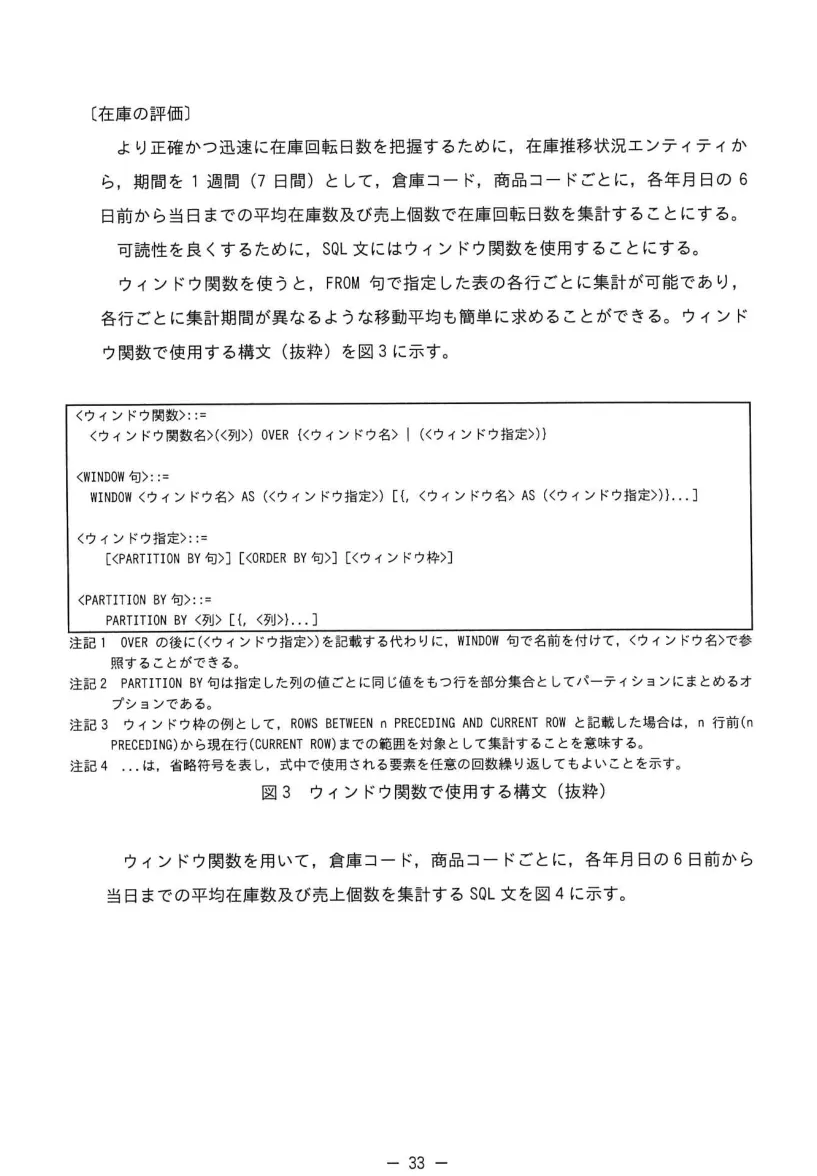 〔在庫の評価〕
より正確かつ迅速に在庫回転日数を把握するために，在庫推移状況エンティティか
ら，期間を 1 週間（7 日間）として，倉庫コード，商品コードごとに，各年月日の 6
日前から当日までの平均在庫数及び売上個数で在庫回転日数を集計することにする。
可読性を良くするために，SQL 文にはウィンドウ関数を使用することにする。
ウィンドウ関数を使うと，FROM 句で指定した表の各行ごとに集計が可能であり，
各行ごとに集計期間が異なるような移動平均も簡単に求めることができる。ウィンド
ウ関数で使用する構文（抜粋）を図 3 に示す。
<ウィンドウ関数>::=
<ウィンドウ関数名>(<列>) OVER {<ウィンドウ名> | (<ウィンドウ指定>)}
<WINDOW 句>::=
WINDOW <ウィンドウ名> AS (<ウィンドウ指定>) [{, <ウィンドウ名> AS (<ウィンドウ指定>)}...]
<ウィンドウ指定>::=
[<PARTITION BY 句>] [<ORDER BY 句>] [<ウィンドウ枠>]
<PARTITION BY 句>::=
PARTITION BY <列> [{, <列>}...]
注記 1 OVER の後に(<ウィンドウ指定>)を記載する代わりに，WINDOW 句で名前を付けて，<ウィンドウ名>で参
照することができる。
注記 2 PARTITION BY 句は指定した列の値ごとに同じ値をもつ行を部分集合としてパーティションにまとめるオ
プションである。
注記 3 ウィンドウ枠の例として，ROWS BETWEEN n PRECEDING AND CURRENT ROW と記載した場合は，n 行前(n
PRECEDING)から現在行(CURRENT ROW)までの範囲を対象として集計することを意味する。
注記 4 ...は，省略符号を表し，式中で使用される要素を任意の回数繰り返してもよいことを示す。
図 3 ウィンドウ関数で使用する構文（抜粋）
ウィンドウ関数を用いて，倉庫コード，商品コードごとに，各年月日の 6 日前から
当日までの平均在庫数及び売上個数を集計する SQL 文を図 4 に示す。
― 33 ―